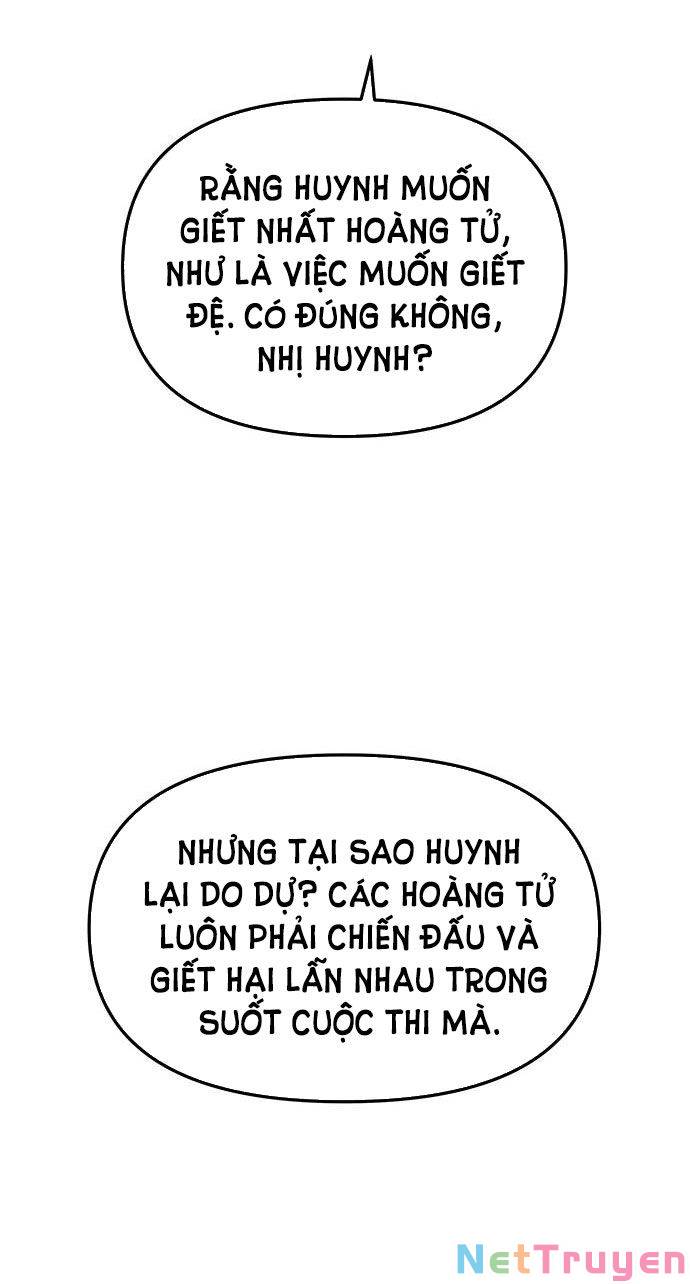 RẰNG HUYNH MUỐN
GIẾT NHẤT HOÀNG TỬ,
NHƯ LÀ VIỆC MUỐN GIẾT
ĐỆ. CÓ ĐÚNG KHÔNG,
NHỊ HUYNH?
NHƯNG TẠI SAO HUYNH
LẠI DO DỰ? CÁC HOÀNG TỬ
LUÔN PHẢI CHIẾN ĐẤU VÀ
GIẾT HẠI LẪN NHAU TRONG
SUỐT CUỘC THI MÀ.
NetTruyen